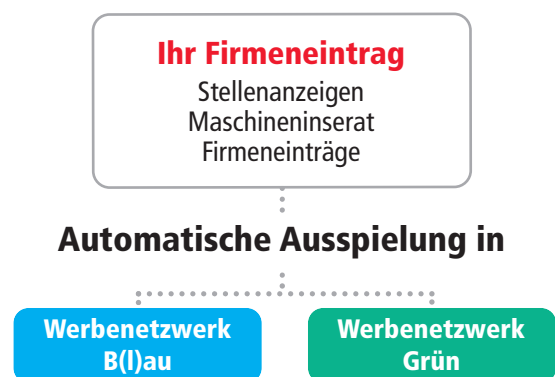 Ihr Firmeneintrag
Stellenanzeigen
Maschineninserat
Firmeneinträge
Automatische Ausspielung in
Werbenetzwerk
B(l)au
Werbenetzwerk
Grün